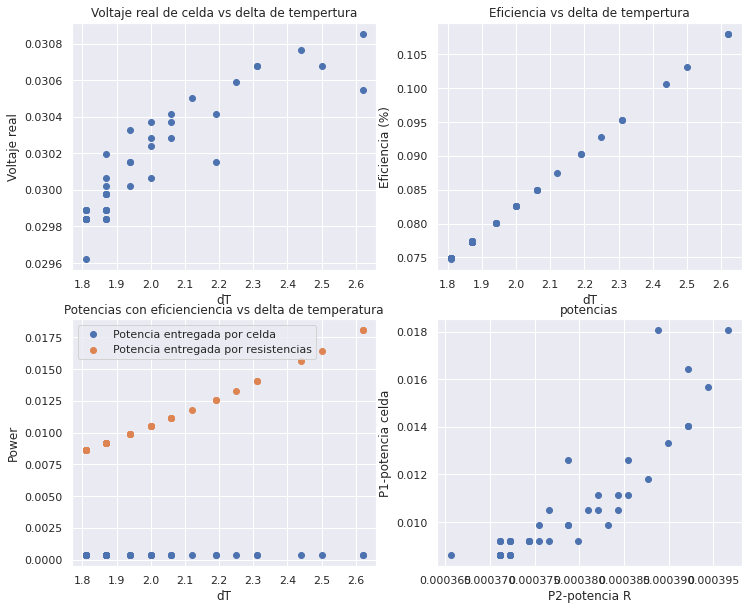 Voltaje real de celda vs delta de tempertura
Voltaje real
0.0308
0.0306
0.0304
0.0302
0.0300
0.0298
0.0296
1.8 1.9 2.0 2.1 2.2 2.3 2.4 2.5 2.6
dT
Eficiencia vs delta de tempertura
Eficiencia (%)
0.105
0.100
0.095
0.090
0.085
0.080
0.075
1.8 1.9 2.0 2.1 2.2 2.3 2.4 2.5 2.6
dT
Potencias con eficienciencia vs delta de temperatura
Potencia entregada por celda
Potencia entregada por resistencias
Power
0.0175
0.0150
0.0125
0.0100
0.0075
0.0050
0.0025
0.0000
1.8 1.9 2.0 2.1 2.2 2.3 2.4 2.5 2.6
dT
potencias
P1-potencia celda
0.018
0.016
0.014
0.012
0.010
0.000365 0.000370 0.000375 0.000380 0.000385 0.000390 0.000395
P2-potencia R